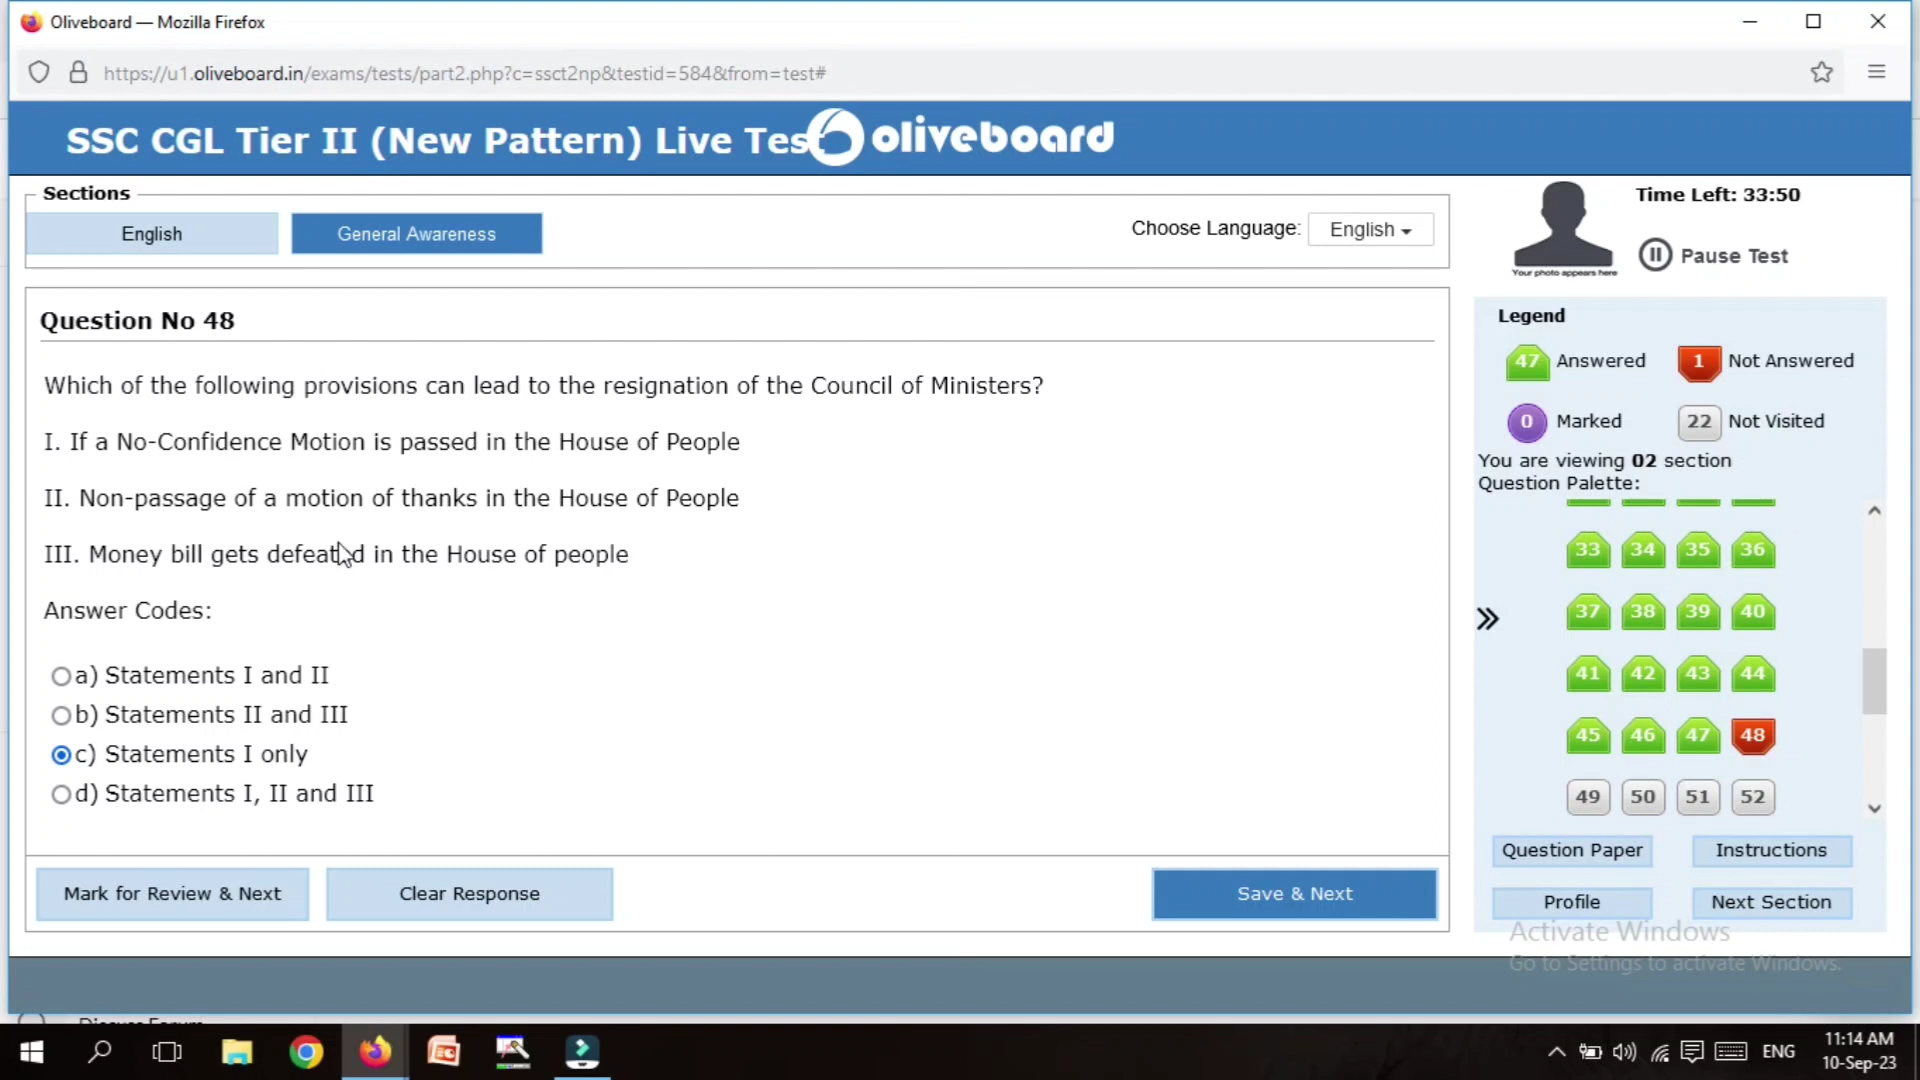 Oliveboard — Mozilla Firefox
https://u1.oliveboard.in/exams/tests/part2.php?c=ssct2np&testid=584&from=test#
SSC CGL Tier II (New Pattern) Live Tes
oliveboard
Sections
English
General Awareness
Choose Language:
English
Your photo appears here
Time Left: 33:50
Pause Test
Question No 48
Which of the following provisions can lead to the resignation of the Council of Ministers?
I. If a No-Confidence Motion is passed in the House of People
II. Non-passage of a motion of thanks in the House of People
III. Money bill gets defeated in the House of people
Answer Codes:
a) Statements I and II
b) Statements II and III
c) Statements I only
d) Statements I, II and III
Mark for Review & Next
Clear Response
Save & Next
Legend
47 Answered
1 Not Answered
0 Marked
22 Not Visited
You are viewing 02 section
Question Palette:
33 34 35 36
37 38 39 40
41 42 43 44
45 46 47 48
49 50 51 52
Question Paper
Instructions
Profile
Next Section
Activate Windows
Go to Settings to activate Windows.
ENG
11:14 AM
10-Sep-23